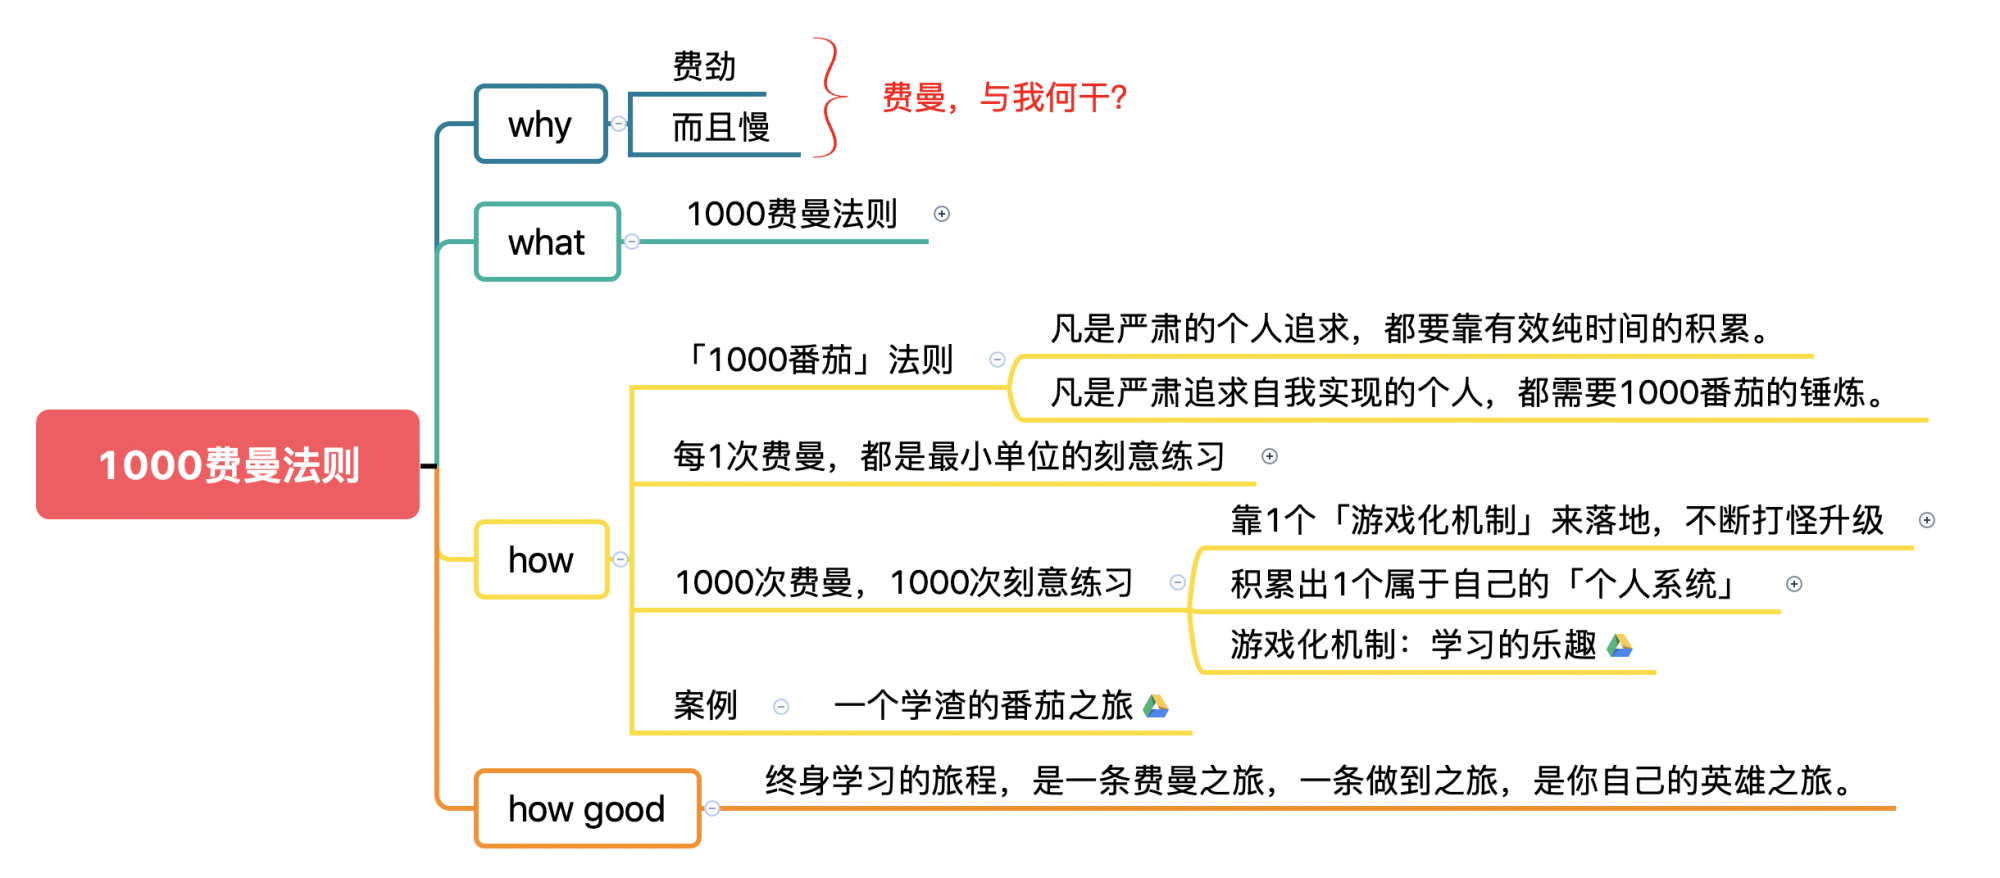 1000费曼法则
why
费劲
而且慢
费曼，与我何干？
what
1000费曼法则
how
「1000番茄」法则
凡是严肃的个人追求，都要靠有效纯时间的积累。
凡是严肃追求自我实现的个人，都需要1000番茄的锤炼。
每1次费曼，都是最小单位的刻意练习
1000次费曼，1000次刻意练习
靠1个「游戏化机制」来落地，不断打怪升级
积累出1个属于自己的「个人系统」
游戏化机制：学习的乐趣
案例
一个学渣的番茄之旅
how good
终身学习的旅程，是一条费曼之旅，一条做到之旅，是你自己的英雄之旅。